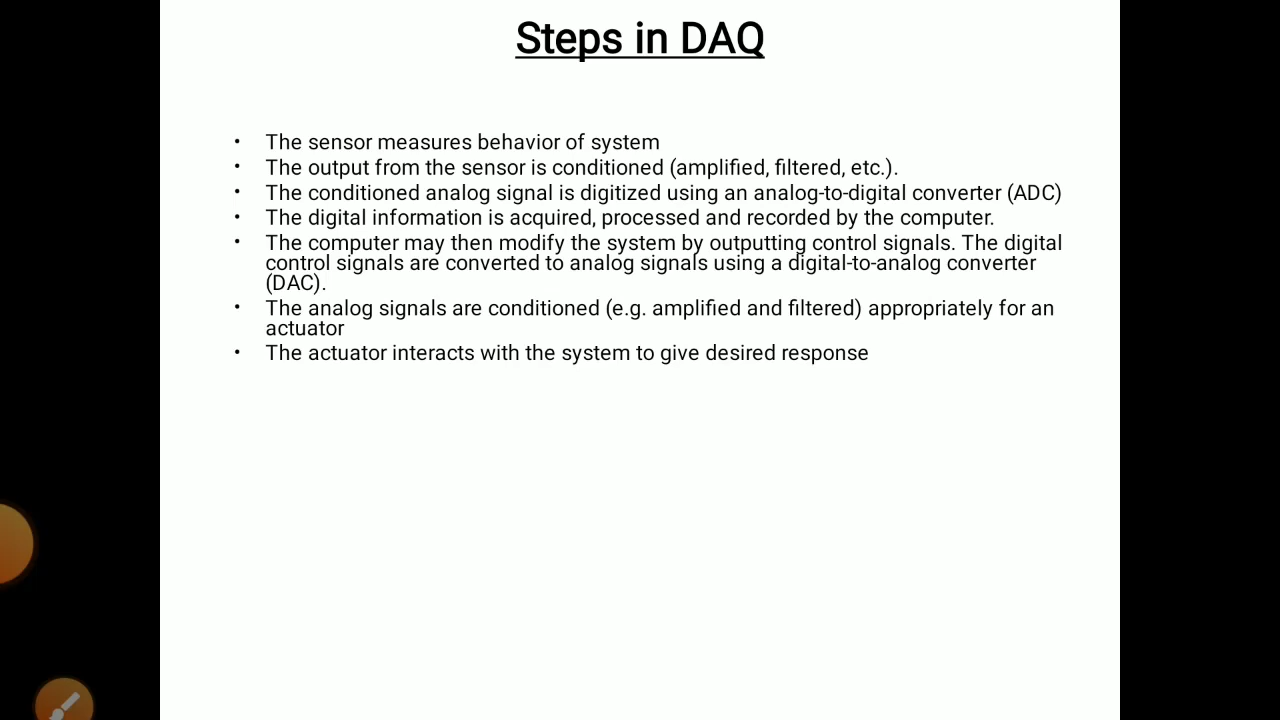 Steps in DAQ
• The sensor measures behavior of system
• The output from the sensor is conditioned (amplified, filtered, etc.).
• The conditioned analog signal is digitized using an analog-to-digital converter (ADC)
• The digital information is acquired, processed and recorded by the computer.
• The computer may then modify the system by outputting control signals. The digital
control signals are converted to analog signals using a digital-to-analog converter
(DAC).
• The analog signals are conditioned (e.g. amplified and filtered) appropriately for an
actuator
• The actuator interacts with the system to give desired response